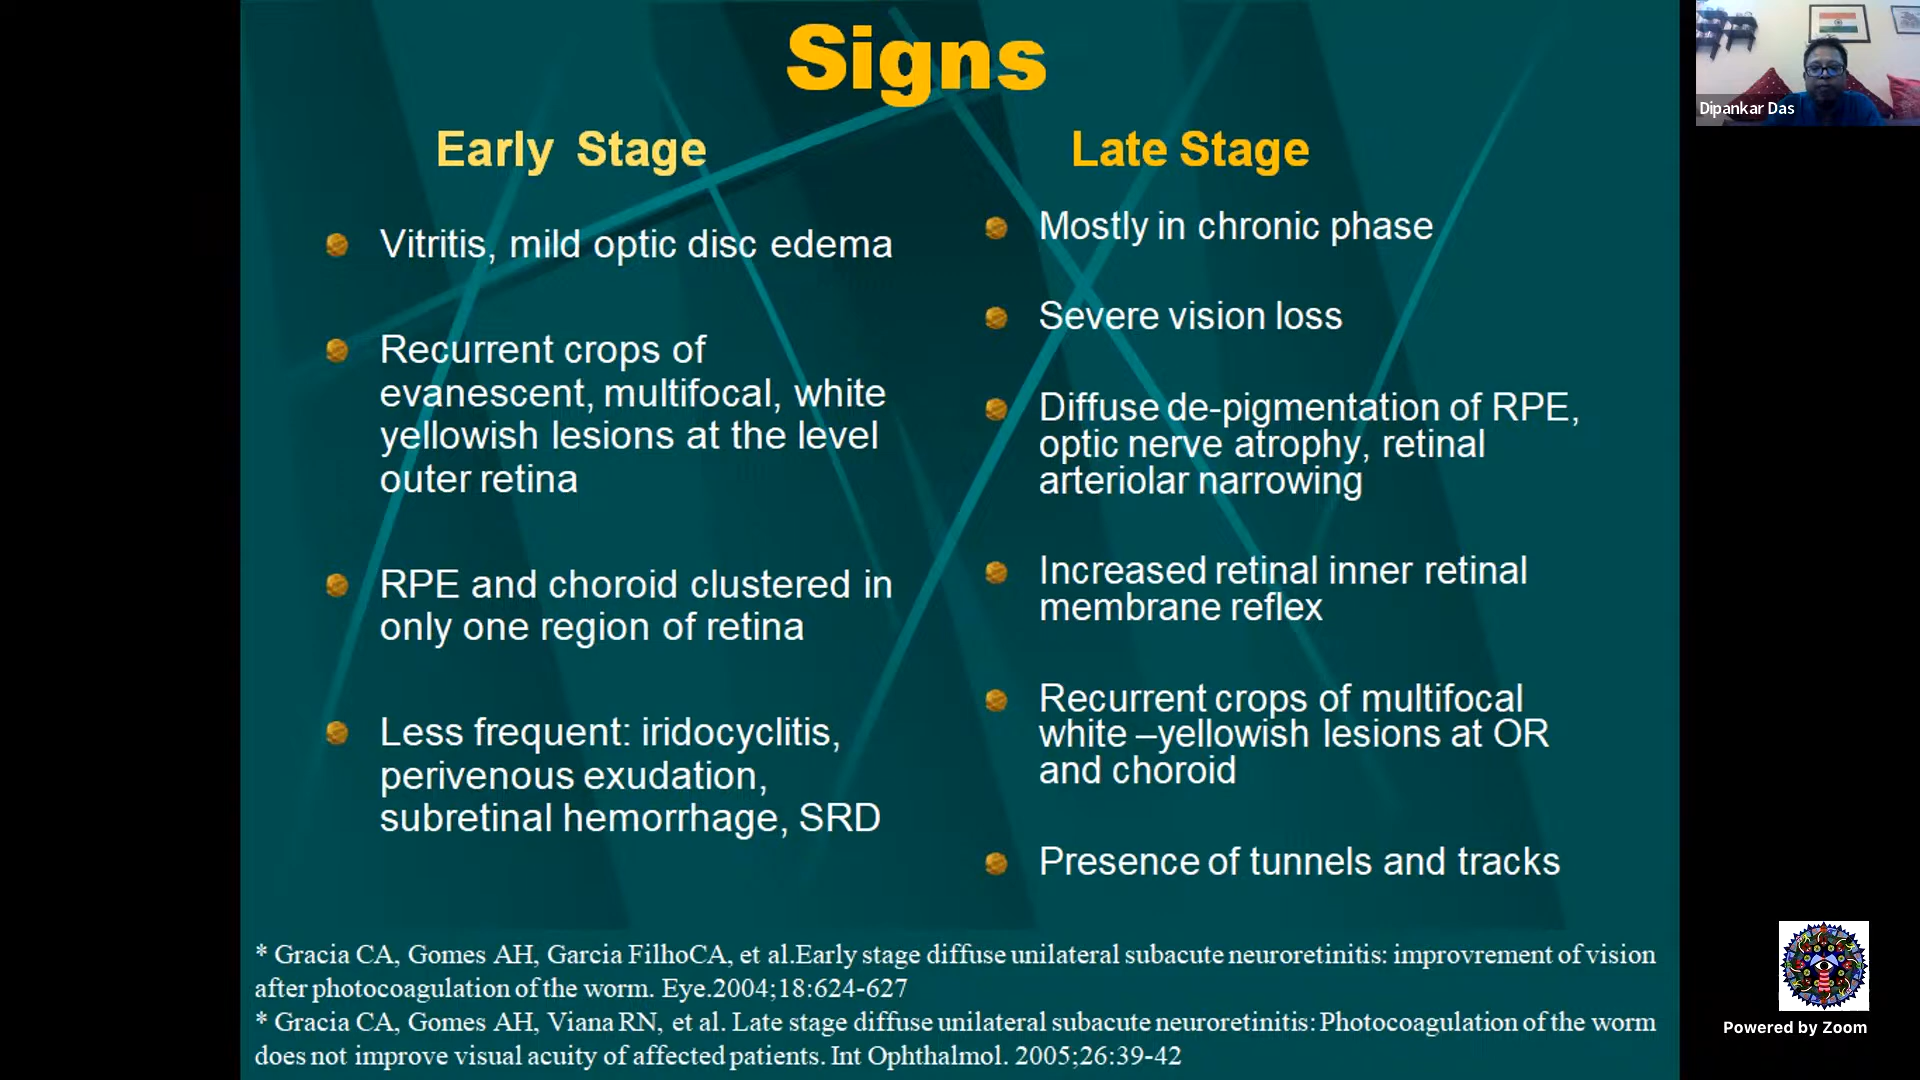 Signs
Early Stage
Vitritis, mild optic disc edema
Recurrent crops of
evanescent, multifocal, white
yellowish lesions at the level
outer retina
RPE and choroid clustered in
only one region of retina
Less frequent: iridocyclitis,
perivenous exudation,
subretinal hemorrhage, SRD
Late Stage
Mostly in chronic phase
Severe vision loss
Diffuse de-pigmentation of RPE,
optic nerve atrophy, retinal
arteriolar narrowing
Increased retinal inner retinal
membrane reflex
Recurrent crops of multifocal
white –yellowish lesions at OR
and choroid
Presence of tunnels and tracks
* Gracia CA, Gomes AH, Garcia FilhoCA, et al.Early stage diffuse unilateral subacute neuroretinitis: improvrement of vision
after photocoagulation of the worm. Eye.2004;18:624-627
* Gracia CA, Gomes AH, Viana RN, et al. Late stage diffuse unilateral subacute neuroretinitis: Photocoagulation of the worm
does not improve visual acuity of affected patients. Int Ophthalmol. 2005;26:39-42
Dipankar Das
Powered by Zoom